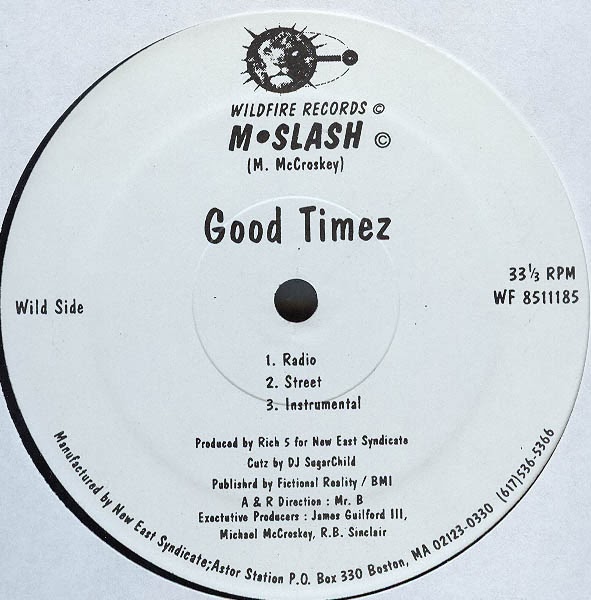 WILDFIRE RECORDS ©
M•SLASH ©
(M. McCroskey)
Good Timez
33⅓ RPM
WF 8511185
Wild Side
1. Radio
2. Street
3. Instrumental
Produced by Rich 5 for New East Syndicate
Cutz by DJ SugarChild
Publishrd by Fictional Reality / BMI
A & R Direction : Mr. B
Exectutive Producers : James Guilford III,
Michael McCroskey, R.B. Sinclair
Manufactured by New East Syndicate;Astor Station P.O. Box 330 Boston, MA 02123-0330 (617)536-5366